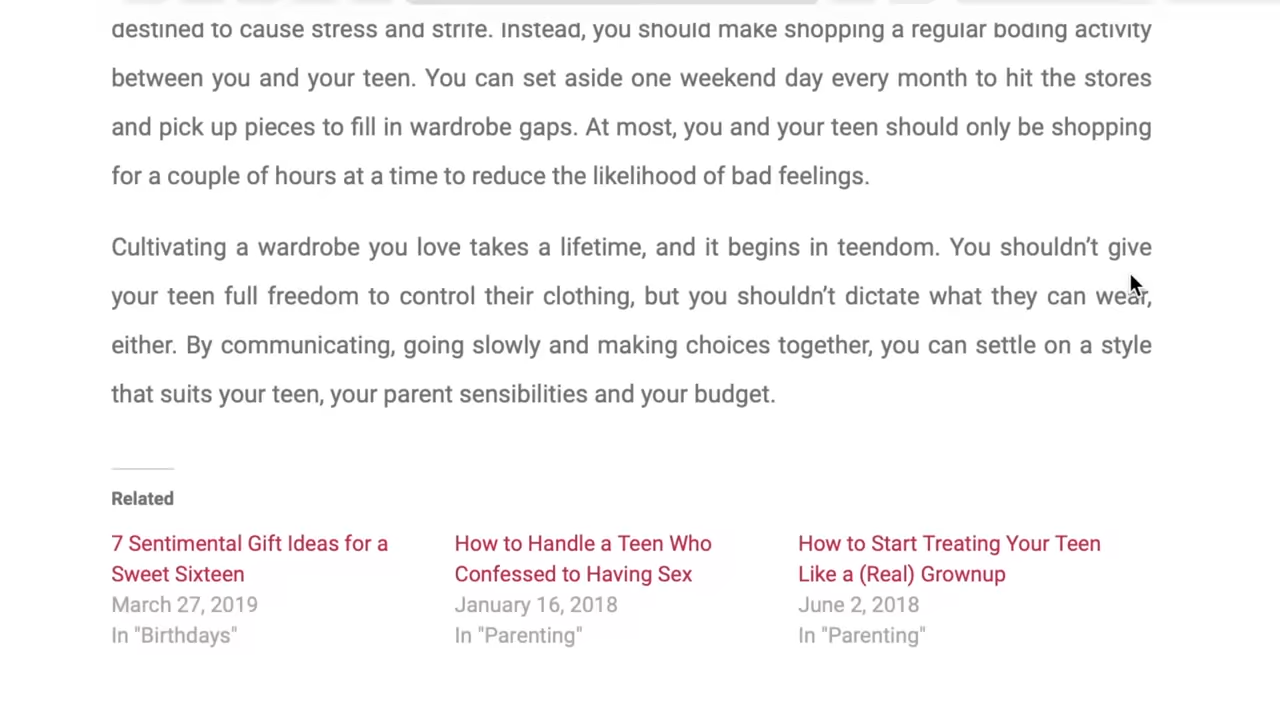 destined to cause stress and strife. Instead, you should make shopping a regular boding activity
between you and your teen. You can set aside one weekend day every month to hit the stores
and pick up pieces to fill in wardrobe gaps. At most, you and your teen should only be shopping
for a couple of hours at a time to reduce the likelihood of bad feelings.
Cultivating a wardrobe you love takes a lifetime, and it begins in teendom. You shouldn’t give
your teen full freedom to control their clothing, but you shouldn’t dictate what they can wear,
either. By communicating, going slowly and making choices together, you can settle on a style
that suits your teen, your parent sensibilities and your budget.
Related
7 Sentimental Gift Ideas for a
Sweet Sixteen
March 27, 2019
In "Birthdays"
How to Handle a Teen Who
Confessed to Having Sex
January 16, 2018
In "Parenting"
How to Start Treating Your Teen
Like a (Real) Grownup
June 2, 2018
In "Parenting"